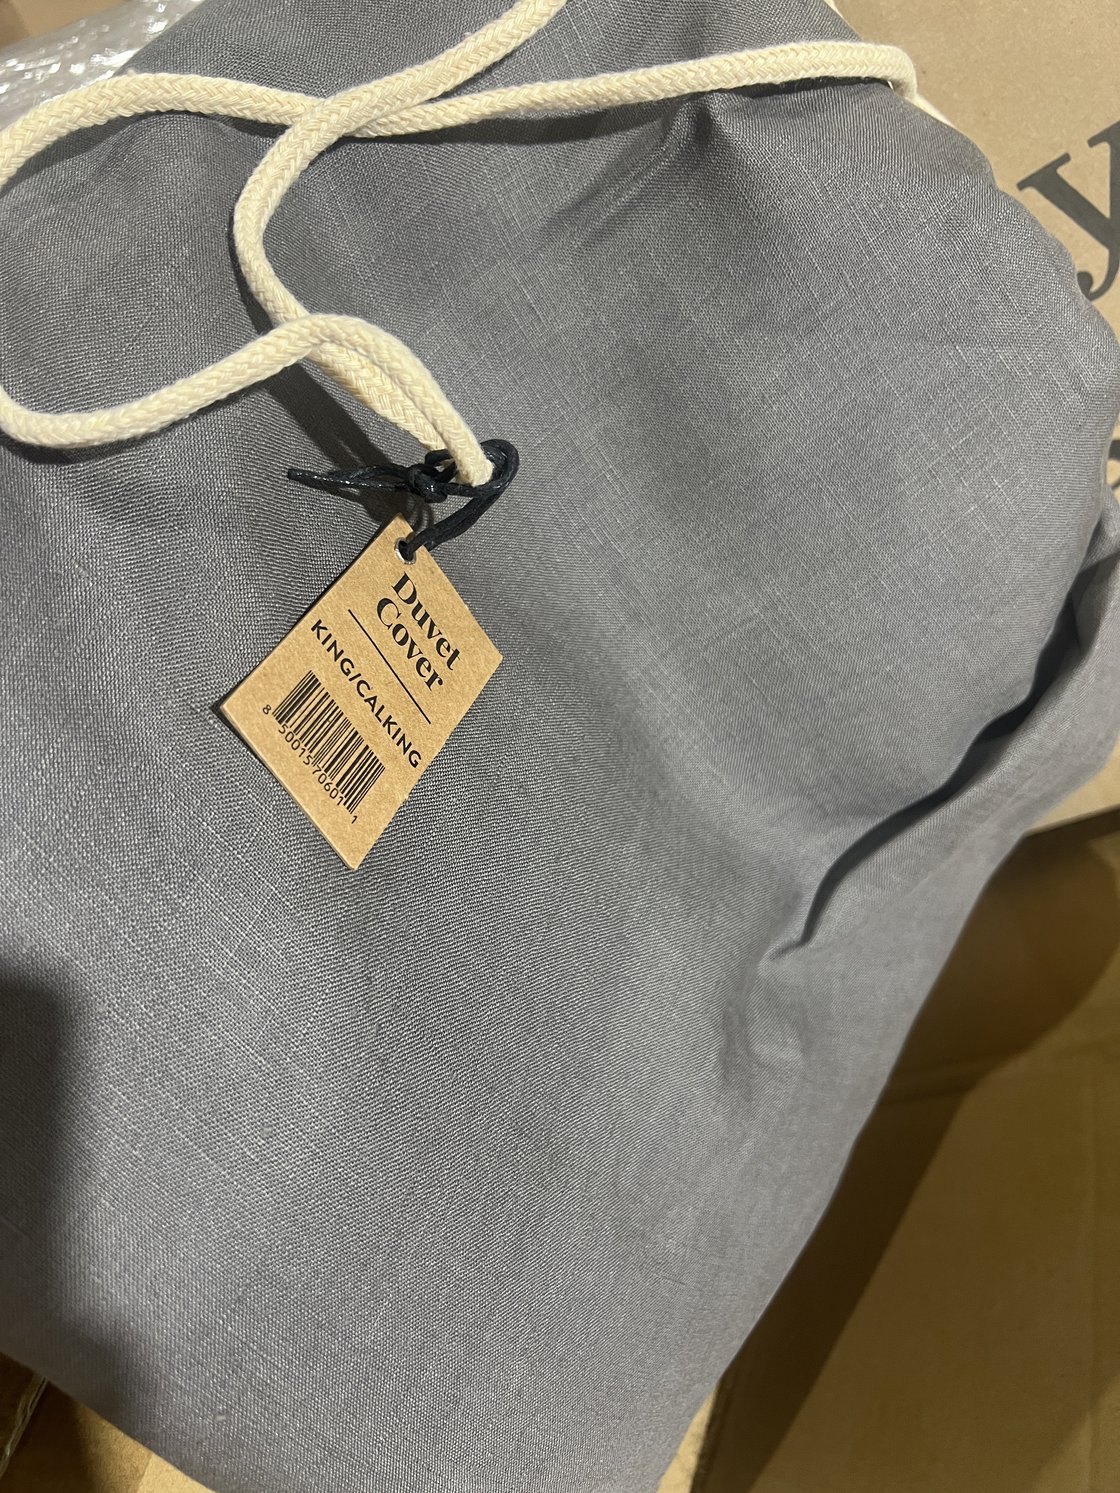 Duvet
Cover
KING/CALKING
8 50015 70601 1
y